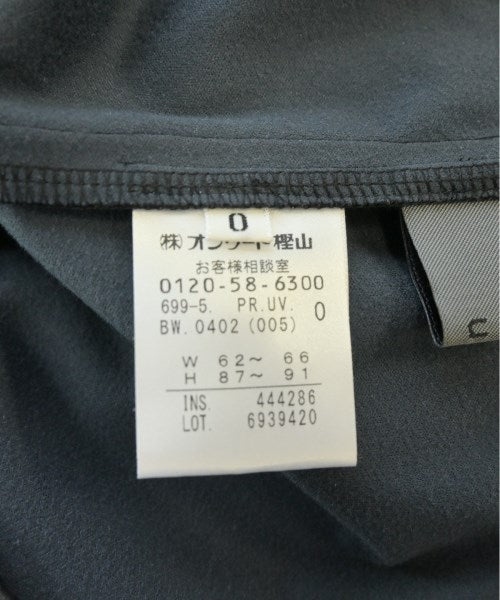 0
㈱オンワード樫山
お客様相談室
0120-58-6300
699-5. PR.UV. 0
BW.0402 (005)
W 62～ 66
H 87～ 91
INS. 444286
LOT. 6939420